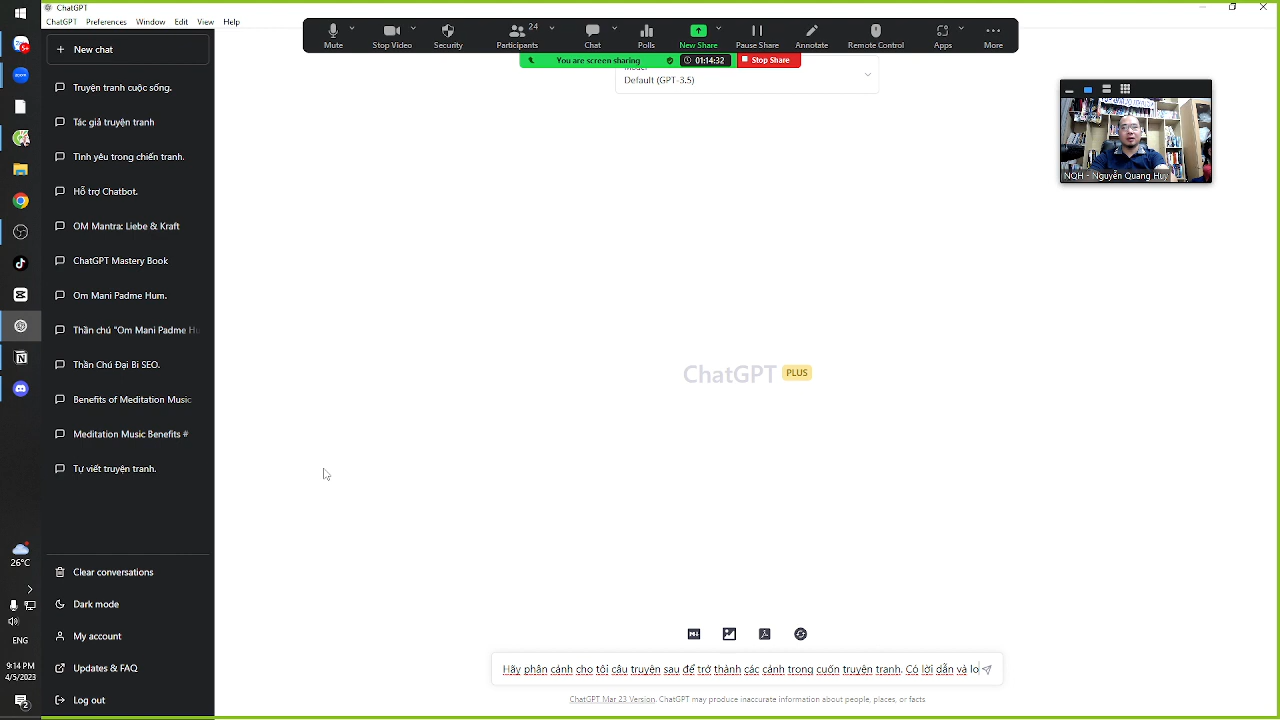 ChatGPT
ChatGPT Preferences Window Edit View Help
Mute Stop Video Security Participants 24 Chat Polls New Share Pause Share Annotate Remote Control Apps More
You are screen sharing 01:14:32 Stop Share
Model
Default (GPT-3.5)
New chat
Truyện tranh cuộc sống.
Tác giả truyện tranh
Tình yêu trong chiến tranh.
Hỗ trợ Chatbot.
OM Mantra: Liebe & Kraft
ChatGPT Mastery Book
Om Mani Padme Hum.
Thần chú "Om Mani Padme Hu
Thần Chú Đại Bi SEO.
Benefits of Meditation Music
Meditation Music Benefits #
Tự viết truyện tranh.
NQH - Nguyễn Quang Huy
ChatGPT PLUS
Clear conversations
Dark mode
My account
Updates & FAQ
Log out
Hãy phân cảnh cho tôi câu truyện sau để trở thành các cảnh trong cuốn truyện tranh. Có lời dẫn và lo
ChatGPT Mar 23 Version. ChatGPT may produce inaccurate information about people, places, or facts
26°C
ENG
9:14 PM
4/5/2023
2